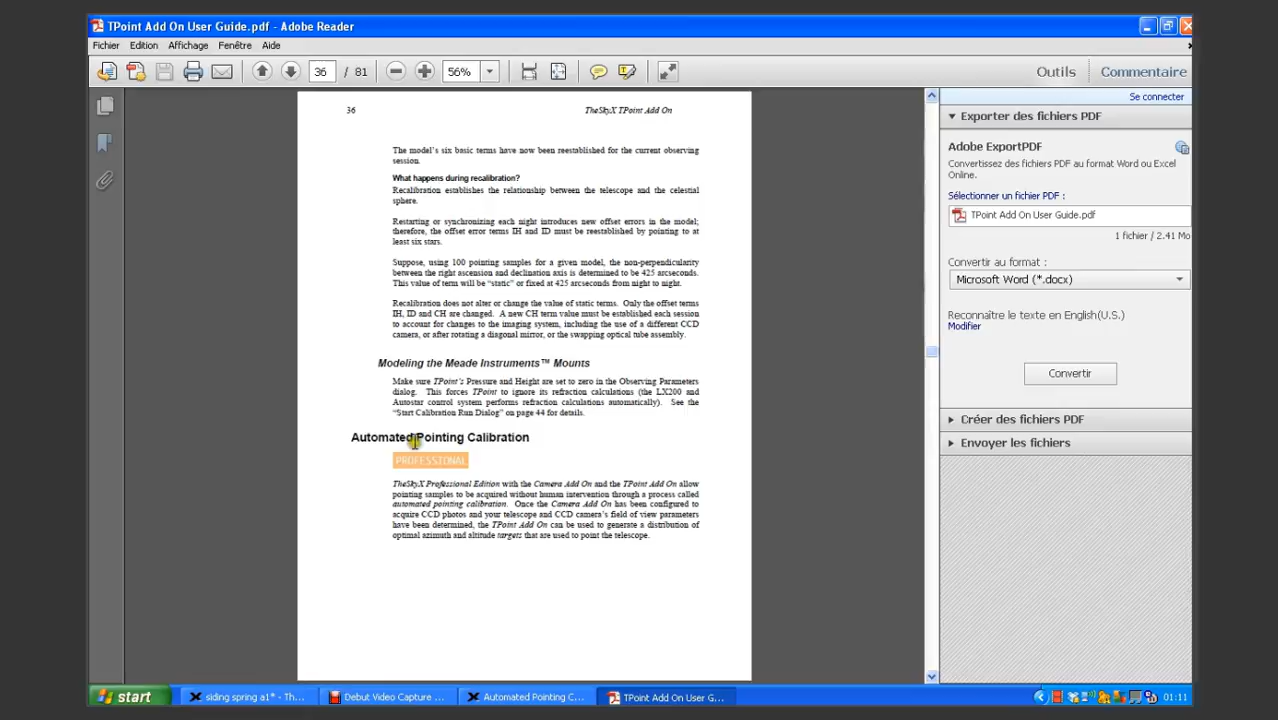 TPoint Add On User Guide.pdf - Adobe Reader
Fichier Edition Affichage Fenêtre Aide
36 / 81 56% Outils Commentaire
Se connecter
Exporter des fichiers PDF
Adobe ExportPDF
Convertissez des fichiers PDF au format Word ou Excel
Online.
Sélectionner un fichier PDF :
TPoint Add On User Guide.pdf
1 fichier / 2.41 Mo
Convertir au format :
Microsoft Word (*.docx)
Reconnaître le texte en English(U.S.)
Modifier
Convertir
Créer des fichiers PDF
Envoyer les fichiers
36 TheSkyX TPoint Add On
The model's six basic terms have now been reestablished for the current observing
session.
What happens during recalibration?
Recalibration establishes the relationship between the telescope and the celestial
sphere.
Restarting or synchronizing each night introduces new offset errors in the model;
therefore, the offset error terms IH and ID must be reestablished by pointing to at
least six stars.
Suppose, using 100 pointing samples for a given model, the non-perpendicularity
between the right ascension and declination axis is determined to be 425 arcseconds.
This value of term will be “static” or fixed at 425 arcseconds from night to night.
Recalibration does not alter or change the value of static terms. Only the offset terms
IH, ID and CH are changed. A new CH term value must be established each session
to account for changes to the imaging system, including the use of a different CCD
camera, or after rotating a diagonal mirror, or the swapping optical tube assembly.
Modeling the Meade Instruments™ Mounts
Make sure TPoint's Pressure and Height are set to zero in the Observing Parameters
dialog. This forces TPoint to ignore its refraction calculations (the LX200 and
Autostar control system performs refraction calculations automatically). See the
“Start Calibration Run Dialog” on page 44 for details.
Automated Pointing Calibration
PROFESSIONAL
TheSkyX Professional Edition with the Camera Add On and the TPoint Add On allow
pointing samples to be acquired without human intervention through a process called
automated pointing calibration. Once the Camera Add On has been configured to
acquire CCD photos and your telescope and CCD camera's field of view parameters
have been determined, the TPoint Add On can be used to generate a distribution of
optimal azimuth and altitude targets that are used to point the telescope.
start siding spring a1* - Th... Debut Video Capture ... Automated Pointing C... TPoint Add On User G... 01:11